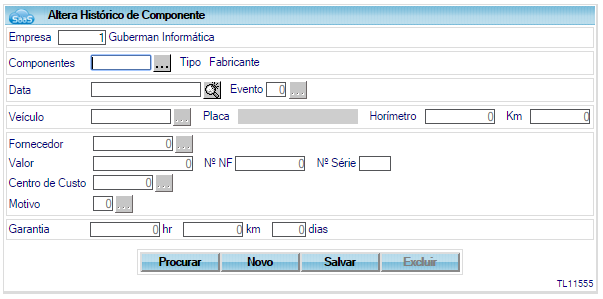 SaaS Altera Histórico de Componente
Empresa 1 Guberman Informática
Componentes ... Tipo Fabricante
Data Evento 0 ...
Veículo ... Placa Horímetro 0 Km 0
Fornecedor 0 ...
Valor 0 Nº NF 0 Nº Série
Centro de Custo 0 ...
Motivo 0 ...
Garantia 0 hr 0 km 0 dias
Procurar Novo Salvar Excluir
TL11555